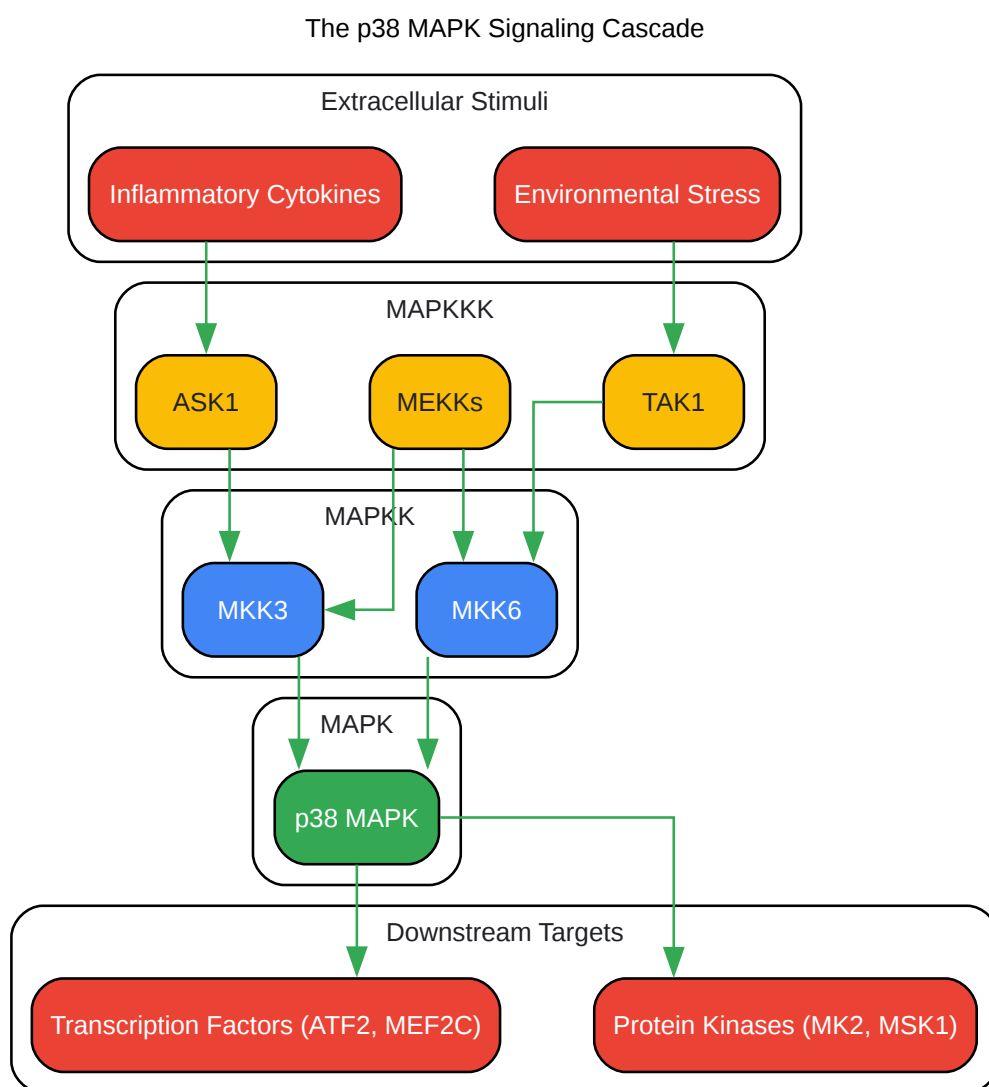 The p38 MAPK Signaling Cascade
Extracellular Stimuli
Inflammatory Cytokines
Environmental Stress
MAPKKK
ASK1
MEKKs
TAK1
MAPKK
MKK3
MKK6
MAPK
p38 MAPK
Downstream Targets
Transcription Factors (ATF2, MEF2C)
Protein Kinases (MK2, MSK1)